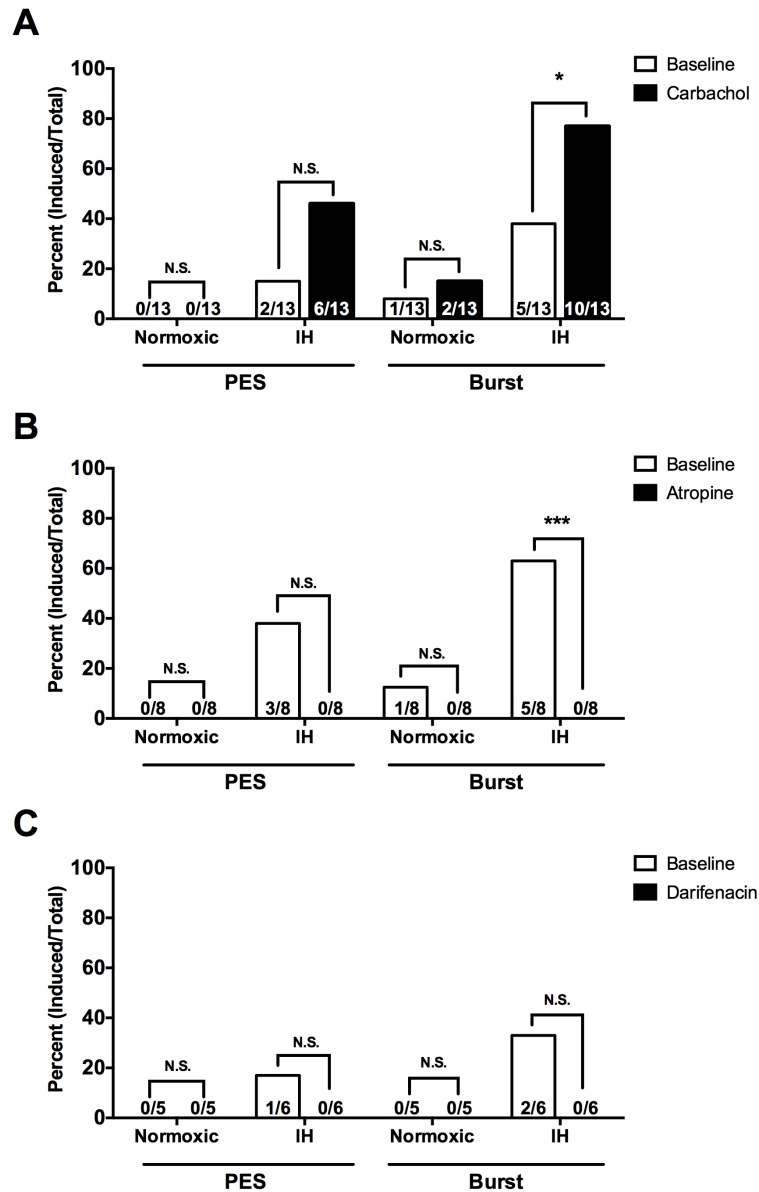 A
Baseline
Carbachol
Percent (Induced/Total)
100
80
60
40
20
0
N.S.
N.S.
N.S.
*
0/13 0/13 2/13 6/13 1/13 2/13 5/13 10/13
Normoxic IH Normoxic IH
PES Burst
B
Baseline
Atropine
Percent (Induced/Total)
100
80
60
40
20
0
N.S.
N.S.
N.S.
***
0/8 0/8 3/8 0/8 1/8 0/8 5/8 0/8
Normoxic IH Normoxic IH
PES Burst
C
Baseline
Darifenacin
Percent (Induced/Total)
100
80
60
40
20
0
N.S.
N.S.
N.S.
N.S.
0/5 0/5 1/6 0/6 0/5 0/5 2/6 0/6
Normoxic IH Normoxic IH
PES Burst